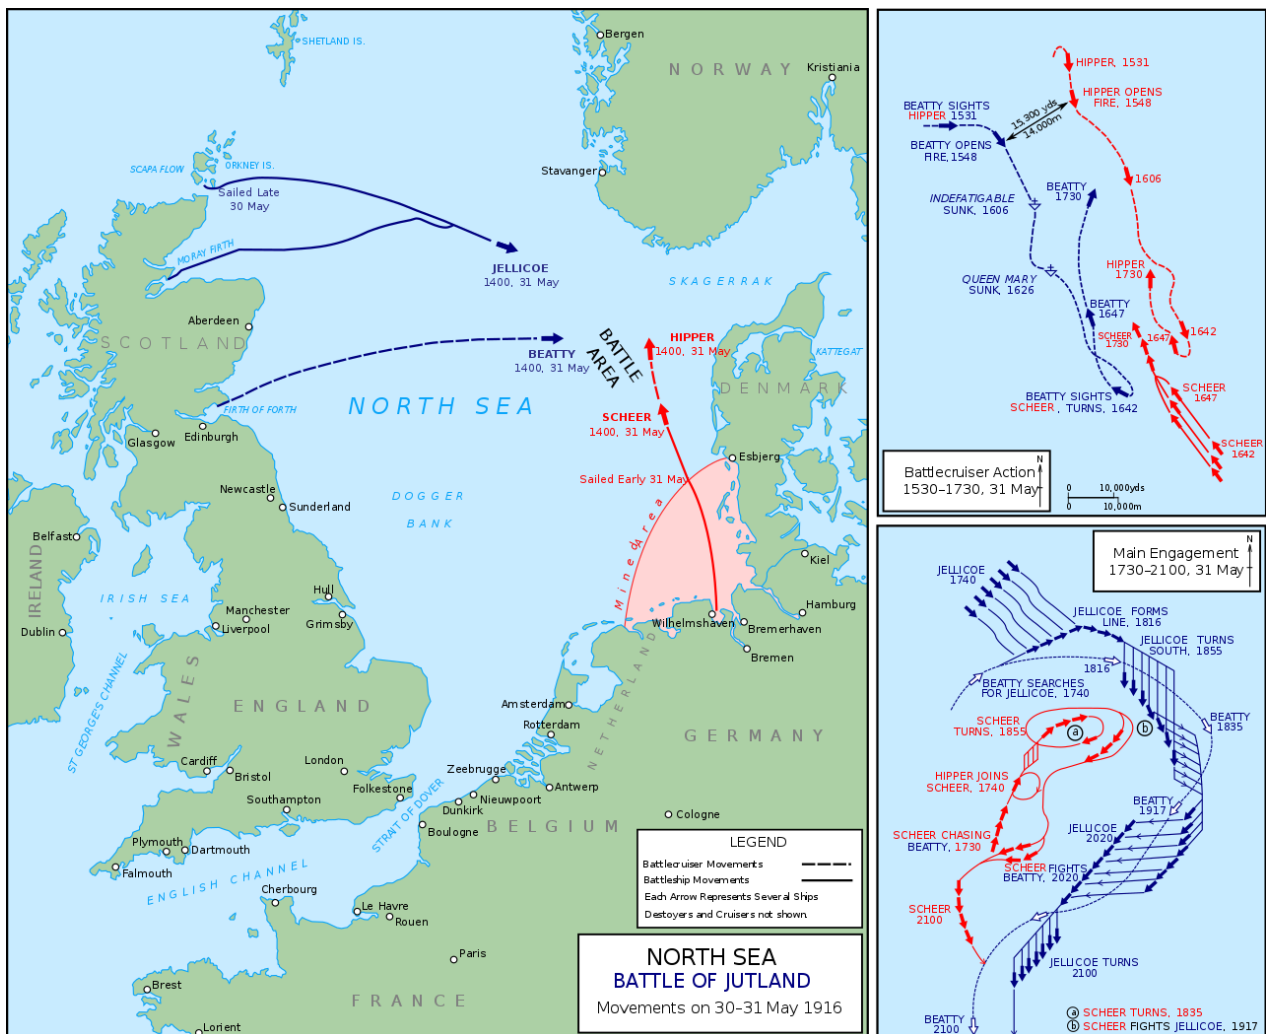 SHETLAND IS.
Bergen
NORWAY
Kristiania
SCAPA FLOW
ORKNEY IS.
Sailed Late
30 May
Stavanger
MORAY FIRTH
JELLICOE
1400, 31 May
SKAGERRAK
Aberdeen
SCOTLAND
BEATTY
1400, 31 May
BATTLE
AREA
HIPPER
1400, 31 May
KATTEGAT
DENMARK
FIRTH OF FORTH
NORTH SEA
SCHEER
1400, 31 May
Glasgow
Edinburgh
Esbjerg
Sailed Early 31 May
Newcastle
Sunderland
DOGGER
BANK
Mined Area
Belfast
IRELAND
IRISH SEA
Kiel
Hull
Grimsby
Manchester
Liverpool
Dublin
Hamburg
Wilhelmshaven
Bremerhaven
Bremen
ST GEORGE'S CHANNEL
WALES
ENGLAND
NETHERLAND
Amsterdam
Rotterdam
GERMANY
Cardiff
Bristol
London
Folkestone
Zeebrugge
Antwerp
Nieuwpoort
Dunkirk
Southampton
STRAIT OF DOVER
Boulogne
BELGIUM
Cologne
Plymouth
Dartmouth
Falmouth
ENGLISH CHANNEL
Cherbourg
Le Havre
Rouen
Paris
Brest
FRANCE
Lorient
LEGEND
Battlecruiser Movements
Battleship Movements
Each Arrow Represents Several Ships
Destoyers and Cruisers not shown.
NORTH SEA
BATTLE OF JUTLAND
Movements on 30–31 May 1916
HIPPER, 1531
HIPPER OPENS
FIRE, 1548
BEATTY SIGHTS
HIPPER 1531
15,300 yds
14,000m
BEATTY OPENS
FIRE, 1548
1606
BEATTY
1730
INDEFATIGABLE
SUNK, 1606
HIPPER
1730
QUEEN MARY
SUNK, 1626
BEATTY
1647
SCHEER
1730
1647
1642
BEATTY SIGHTS
SCHEER, TURNS, 1642
SCHEER
1647
SCHEER
1642
Battlecruiser Action
1530–1730, 31 May
N
0 10,000yds
0 10,000m
Main Engagement
1730–2100, 31 May
N
JELLICOE
1740
JELLICOE FORMS
LINE, 1816
JELLICOE TURNS
SOUTH, 1855
1816
BEATTY SEARCHES
FOR JELLICOE, 1740
SCHEER
TURNS, 1855
a
b
BEATTY
1835
HIPPER JOINS
SCHEER, 1740
BEATTY
1917
SCHEER CHASING
BEATTY, 1730
JELLICOE
2020
SCHEER FIGHTS
BEATTY, 2020
SCHEER
2100
JELLICOE TURNS
2100
BEATTY
2100
a SCHEER TURNS, 1835
b SCHEER FIGHTS JELLICOE, 1917